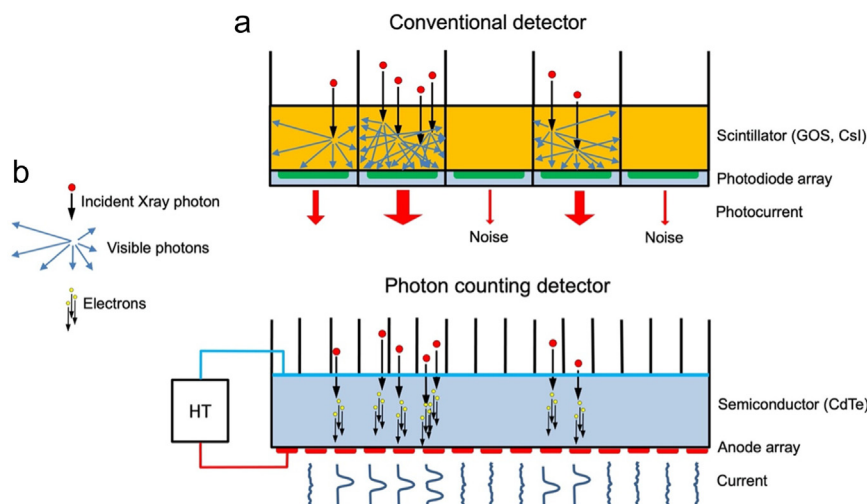 a
Conventional detector
Scintillator (GOS, CsI)
Photodiode array
Photocurrent
Noise
Noise
b
Incident Xray photon
Visible photons
Electrons
Photon counting detector
HT
Semiconductor (CdTe)
Anode array
Current